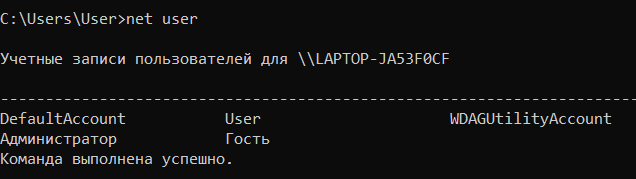 C:\Users\User>net user
Учетные записи пользователей для \\LAPTOP-JA53F0CF
-------------------------------------------------------------------------------
DefaultAccount User WDAGUtilityAccount
Администратор Гость
Команда выполнена успешно.